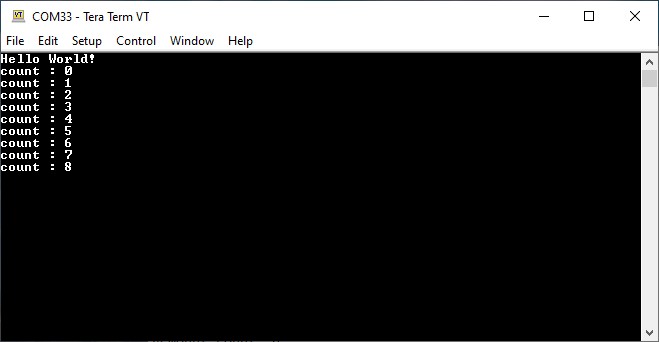 COM33 - Tera Term VT
File Edit Setup Control Window Help
Hello World!
count : 0
count : 1
count : 2
count : 3
count : 4
count : 5
count : 6
count : 7
count : 8